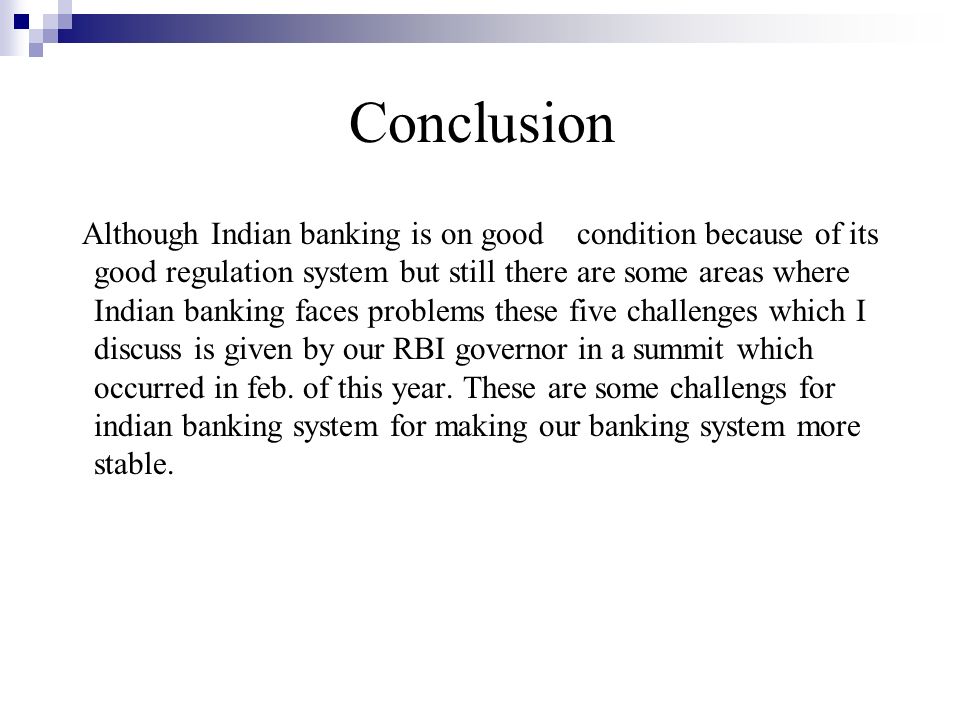 Conclusion
Although Indian banking is on good condition because of its
good regulation system but still there are some areas where
Indian banking faces problems these five challenges which I
discuss is given by our RBI governor in a summit which
occurred in feb. of this year. These are some challengs for
indian banking system for making our banking system more
stable.